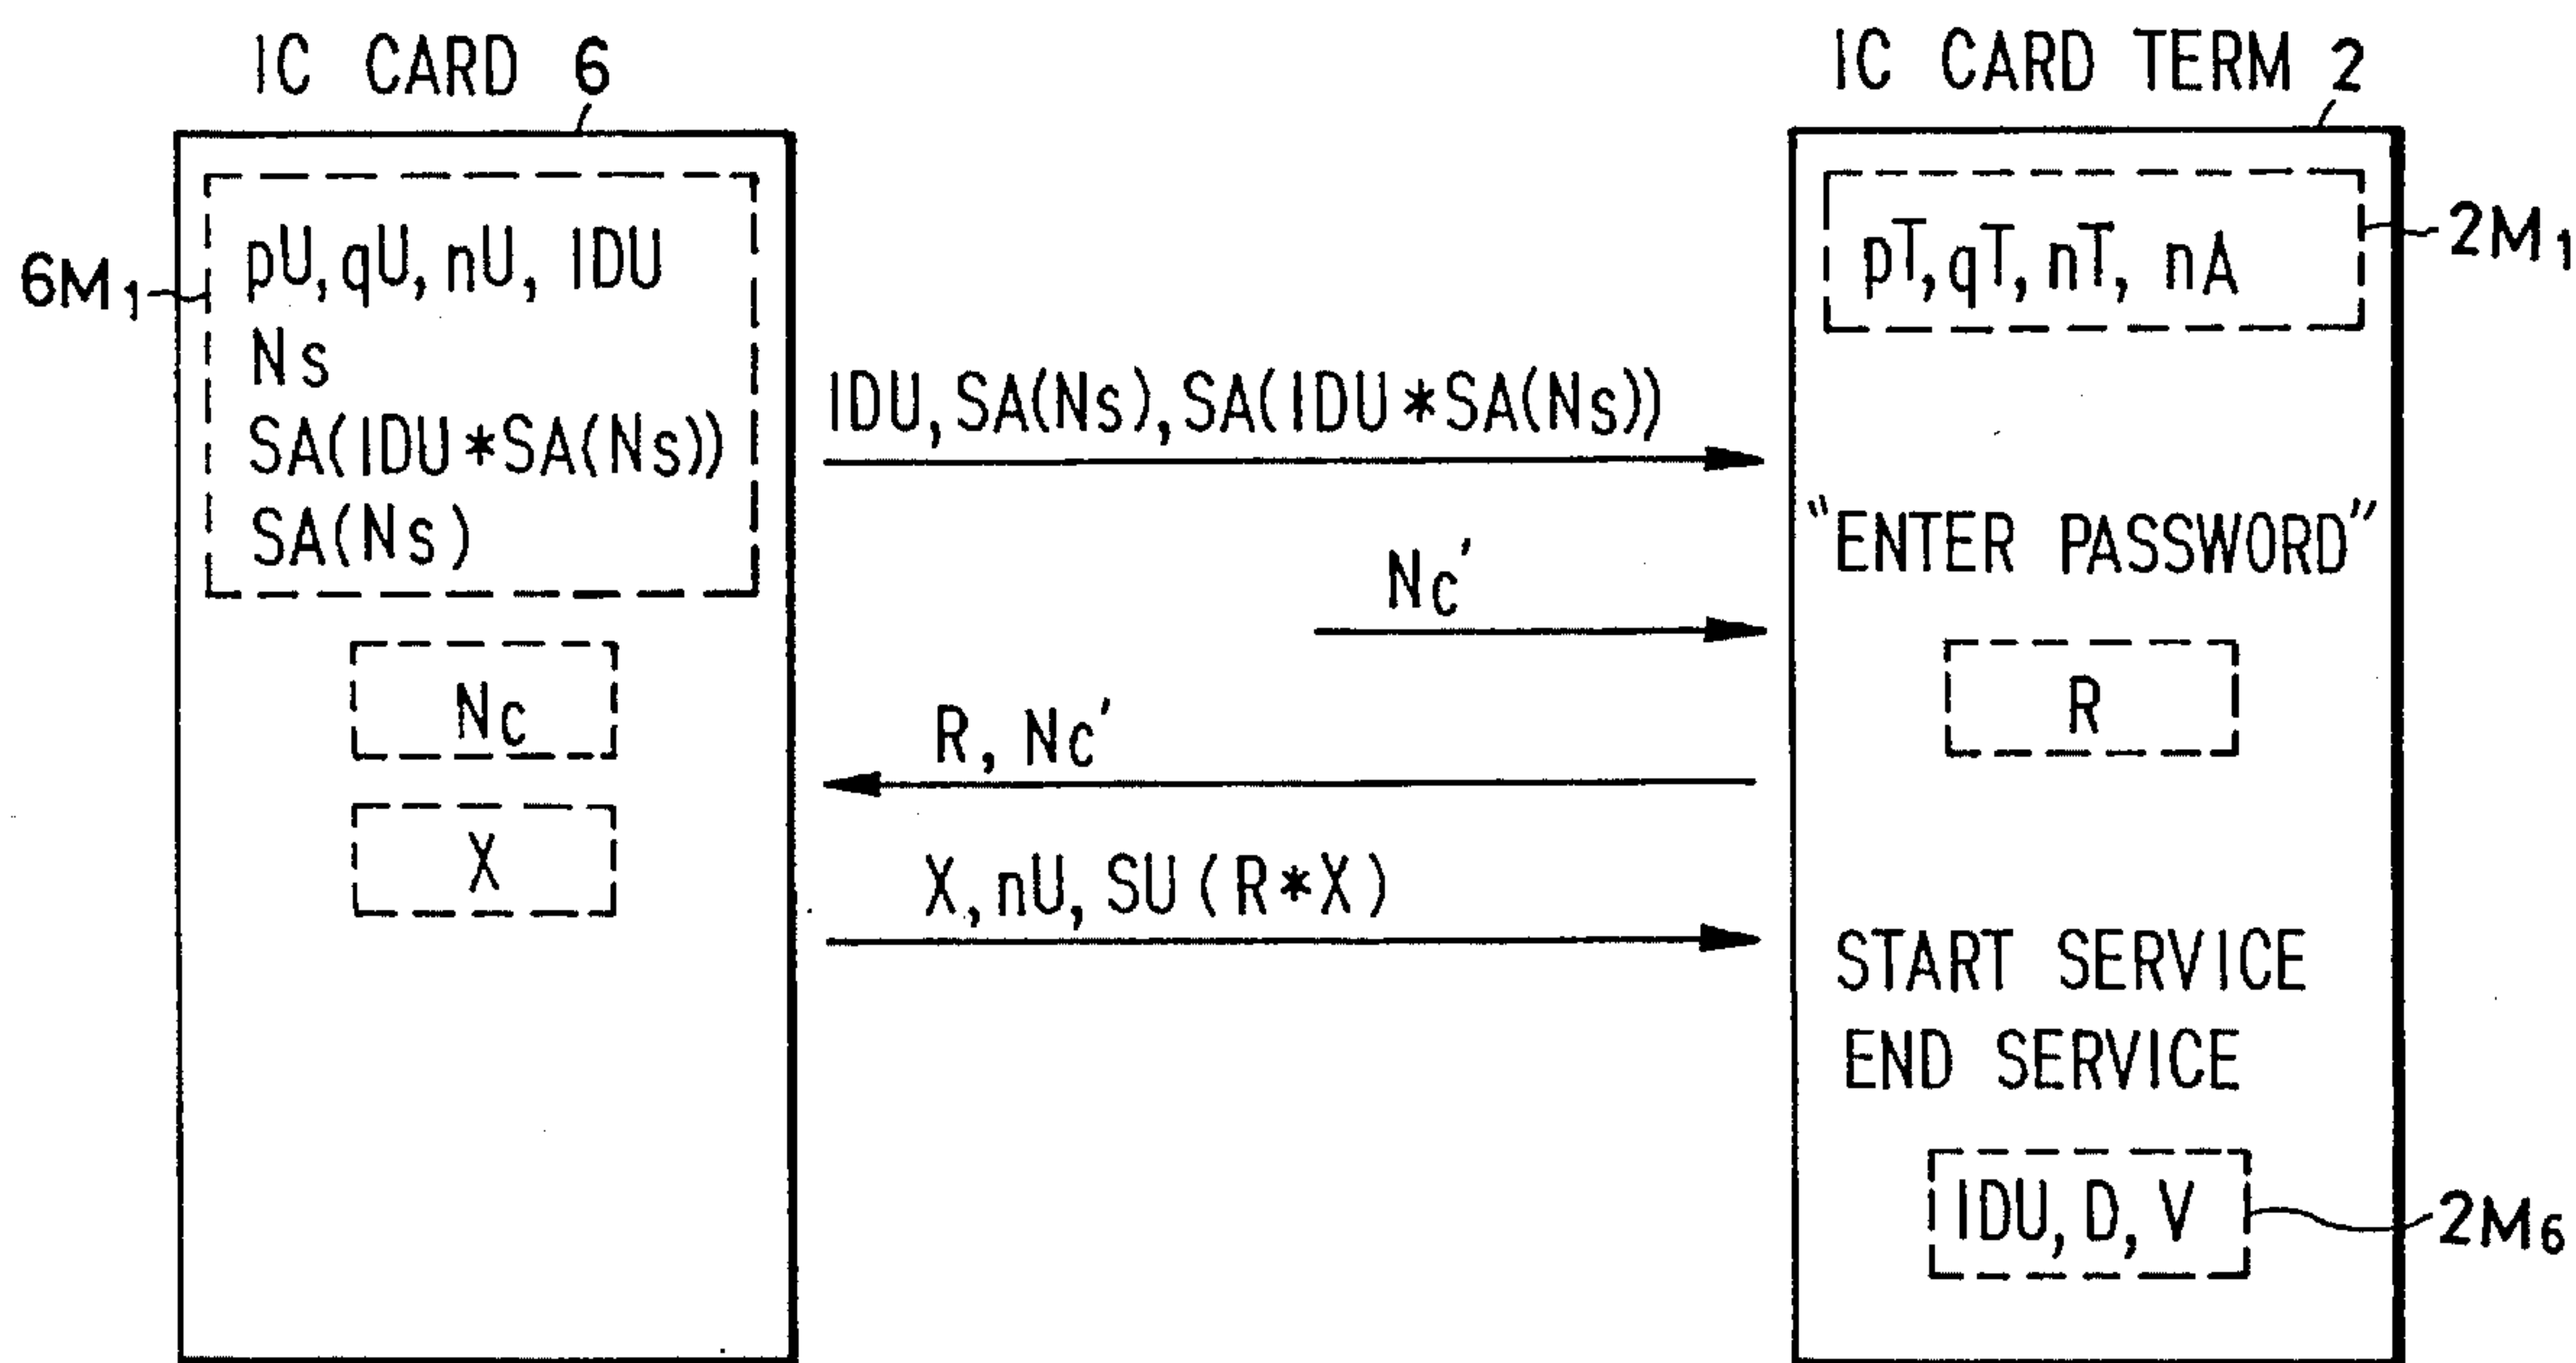 IC CARD 6
6M1
pU, qU, nU, IDU
Ns
SA(IDU*SA(Ns))
SA(Ns)
Nc
X
IDU, SA(Ns), SA(IDU*SA(Ns))
Nc'
R, Nc'
X, nU, SU(R*X)
IC CARD TERM 2
pT, qT, nT, nA
2M1
"ENTER PASSWORD"
R
START SERVICE
END SERVICE
IDU, D, V
2M6